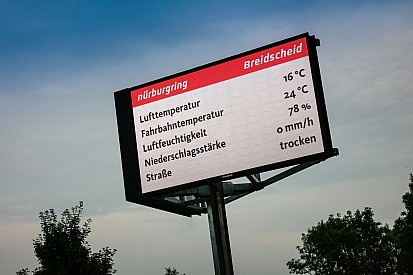 nürburgring Breidscheid
Lufttemperatur 16 °C
Fahrbahntemperatur 24 °C
Luftfeuchtigkeit 78 %
Niederschlagsstärke 0 mm/h
Straße trocken